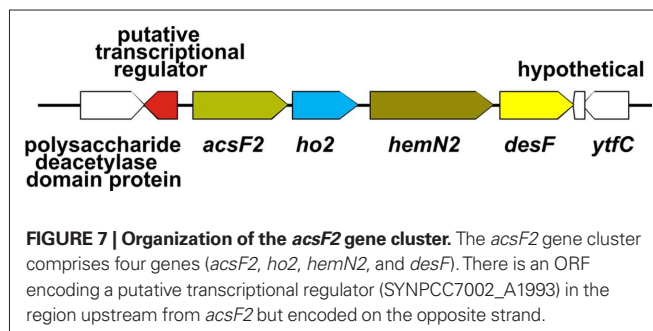 putative
transcriptional
regulator
hypothetical
polysaccharide
deacetylase
domain protein
acsF2
ho2
hemN2
desF
ytfC
FIGURE 7 | Organization of the acsF2 gene cluster. The acsF2 gene cluster
comprises four genes (acsF2, ho2, hemN2, and desF). There is an ORF
encoding a putative transcriptional regulator (SYNPCC7002_A1993) in the
region upstream from acsF2 but encoded on the opposite strand.